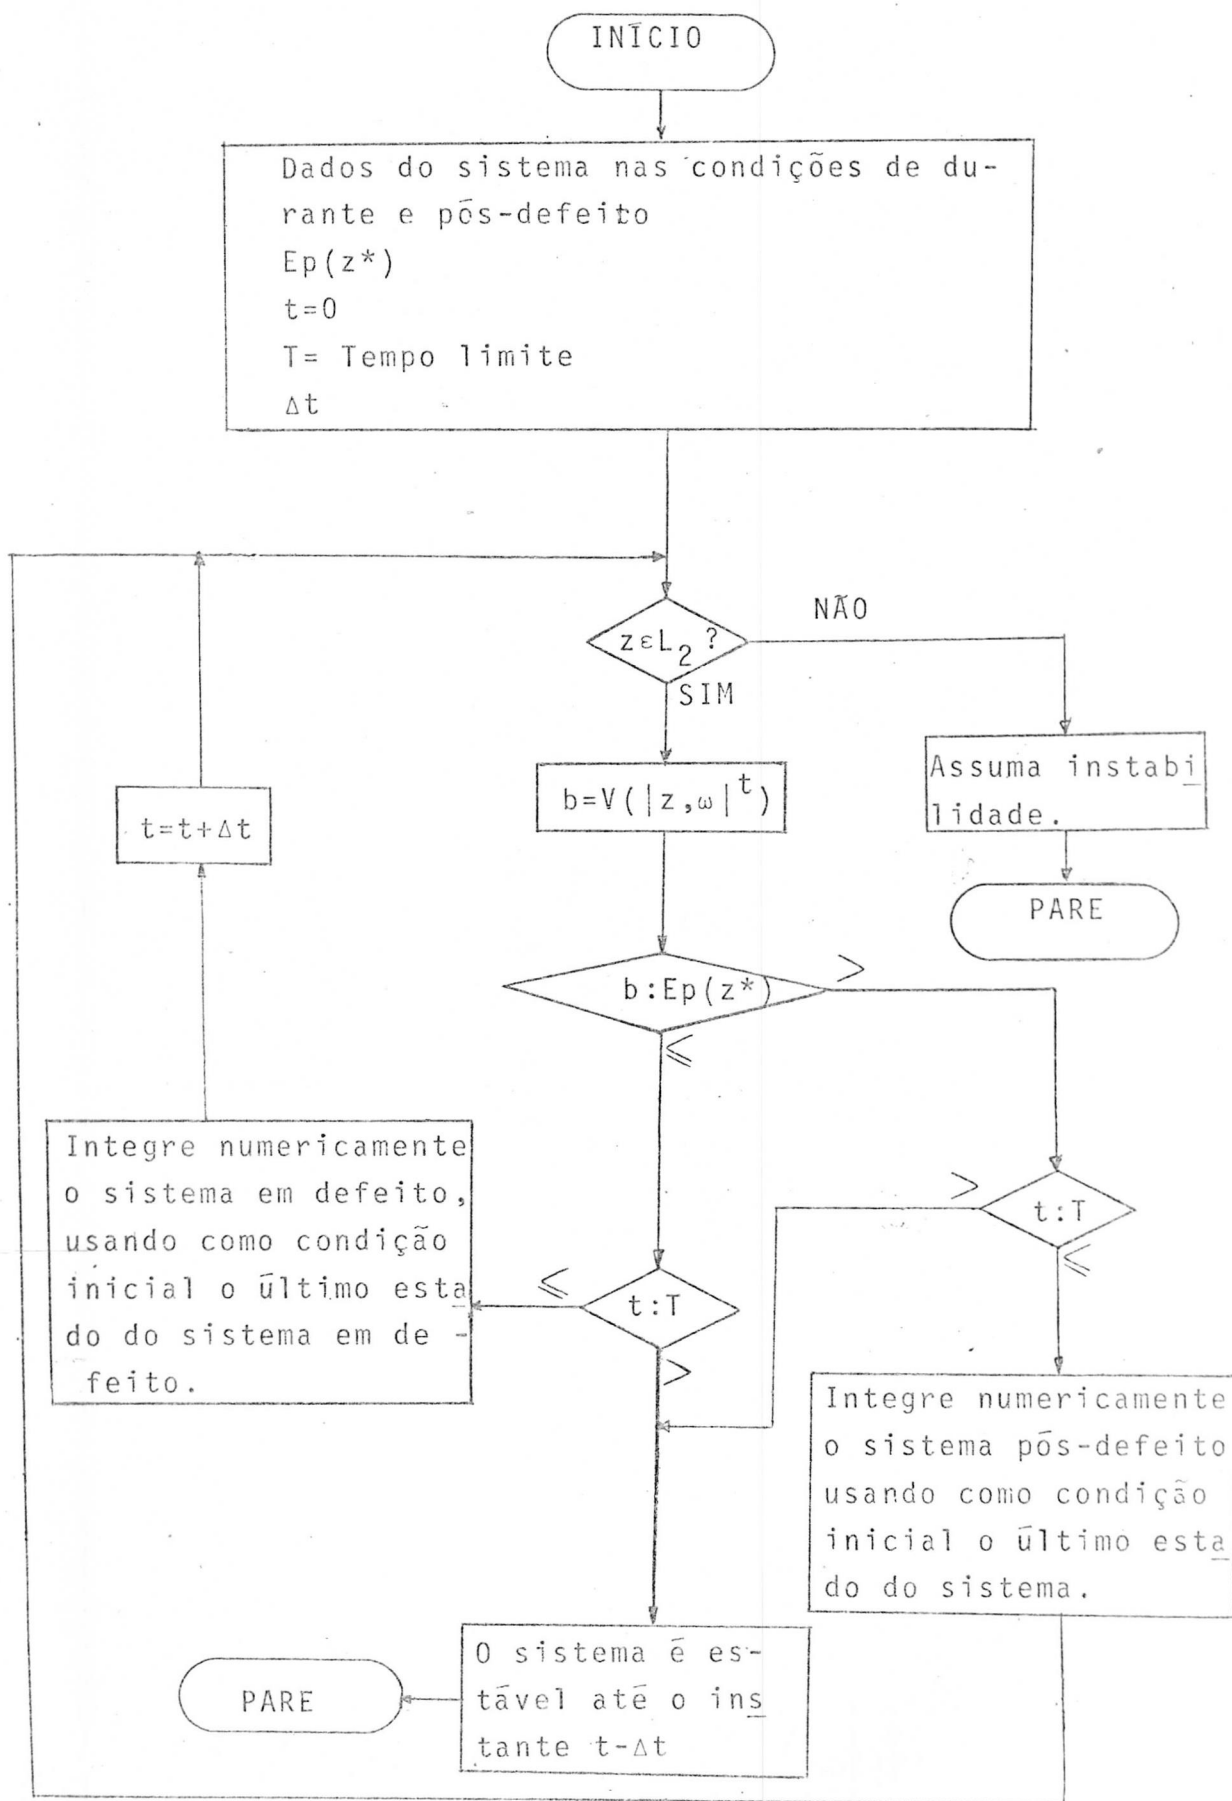 INÍCIO
Dados do sistema nas condições de du-
rante e pós-defeito
Ep(z*)
t=0
T= Tempo limite
Δt
NÃO
zεL₂?
SIM
Assuma instabi
lidade.
b=V(|z,ω|ᵗ)
t=t+Δt
PARE
>
b:Ep(z*)
≤
Integre numericamente
o sistema em defeito,
usando como condição
inicial o último esta
do do sistema em de -
feito.
>
t:T
≤
≤
t:T
>
Integre numericamente
o sistema pós-defeito
usando como condição
inicial o último esta
do do sistema.
O sistema é es-
tável até o ins
tante t-Δt
PARE